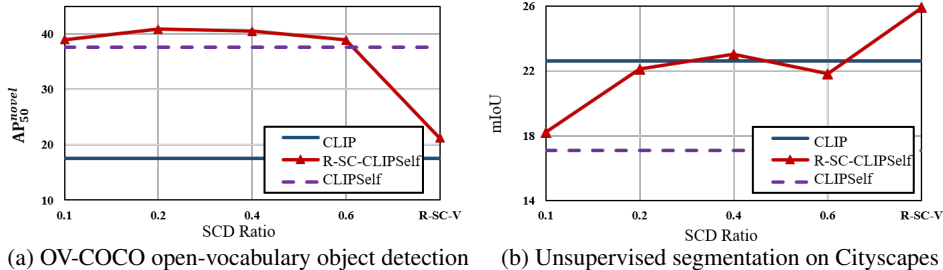 40
30
20
10
AP50^novel
CLIP
R-SC-CLIPSelf
CLIPSelf
0.1 0.2 0.4 0.6 R-SC-V
SCD Ratio
(a) OV-COCO open-vocabulary object detection
26
22
18
14
mIoU
CLIP
R-SC-CLIPSelf
CLIPSelf
0.1 0.2 0.4 0.6 R-SC-V
SCD Ratio
(b) Unsupervised segmentation on Cityscapes